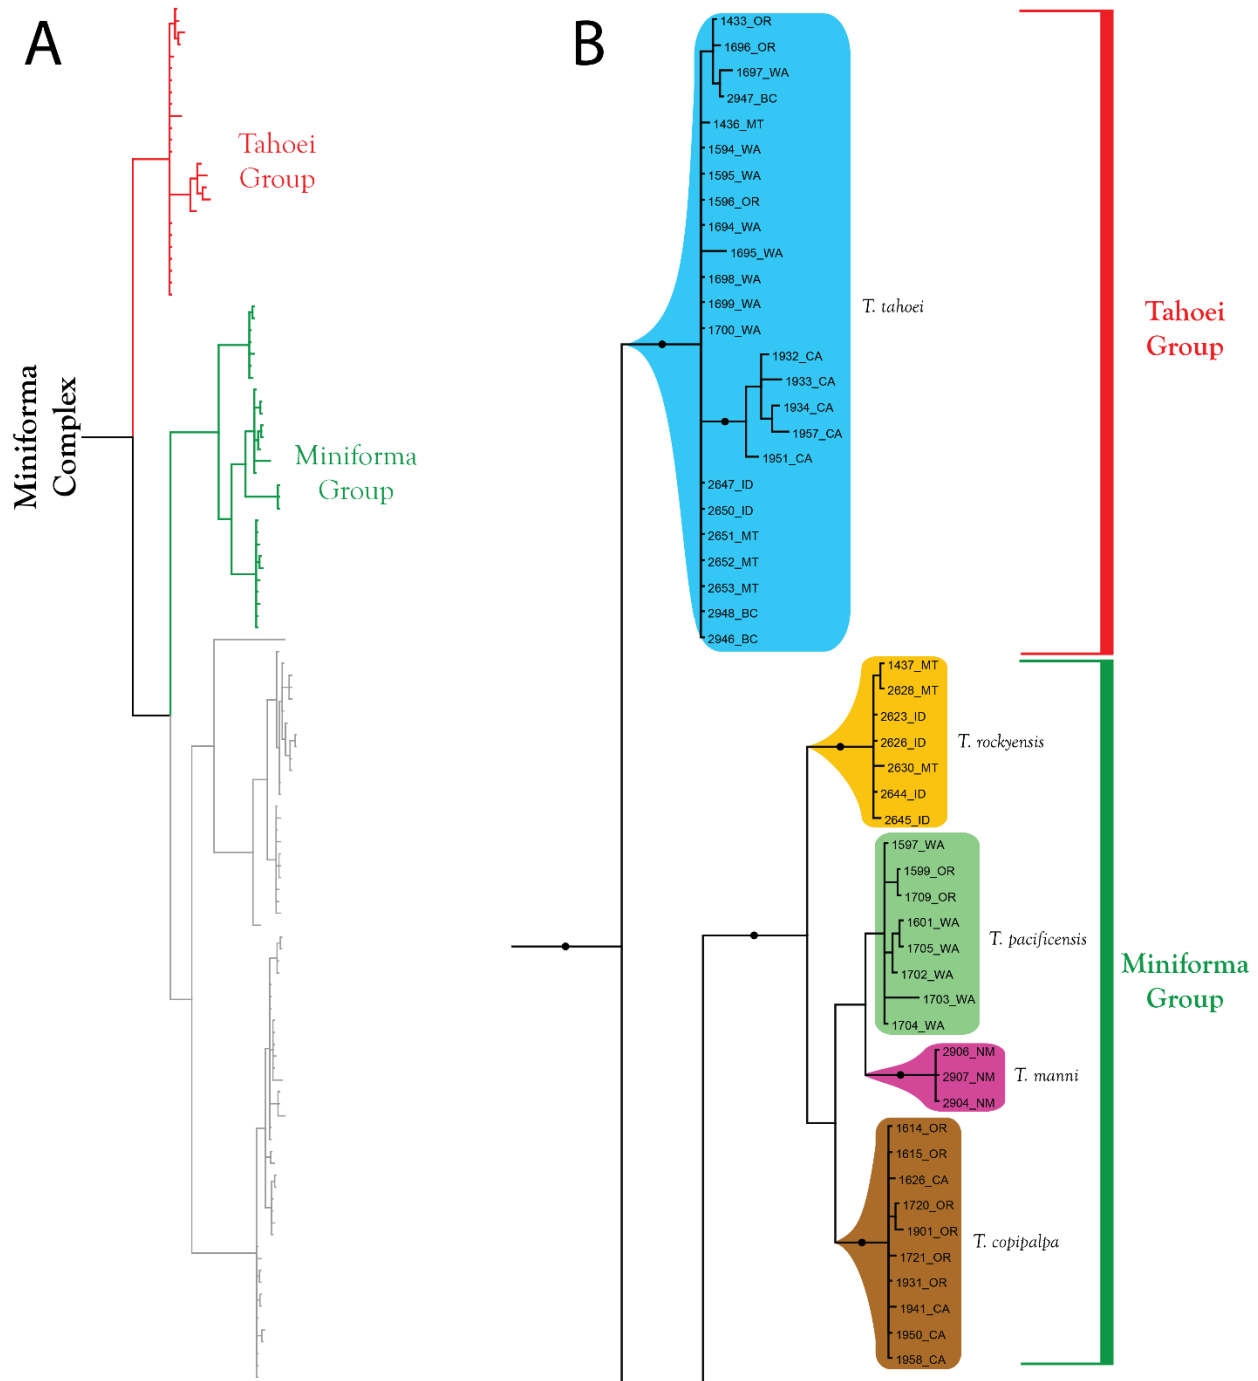 A
Tahoei
Group
Miniforma
Complex
Miniforma
Group
B
1433_OR
1696_OR
1697_WA
2947_BC
1436_MT
1594_WA
1595_WA
1596_OR
1694_WA
1695_WA
1698_WA
1699_WA
1700_WA
1932_CA
1933_CA
1934_CA
1957_CA
1951_CA
2647_ID
2650_ID
2651_MT
2652_MT
2653_MT
2948_BC
2946_BC
T. tahoei
Tahoei
Group
1437_MT
2628_MT
2623_ID
2626_ID
2630_MT
2644_ID
2645_ID
T. rockyensis
1597_WA
1599_OR
1709_OR
1601_WA
1705_WA
1702_WA
1703_WA
1704_WA
T. pacificensis
2906_NM
2907_NM
2904_NM
T. manni
1614_OR
1615_OR
1626_CA
1720_OR
1901_OR
1721_OR
1931_OR
1941_CA
1950_CA
1958_CA
T. copipalpa
Miniforma
Group